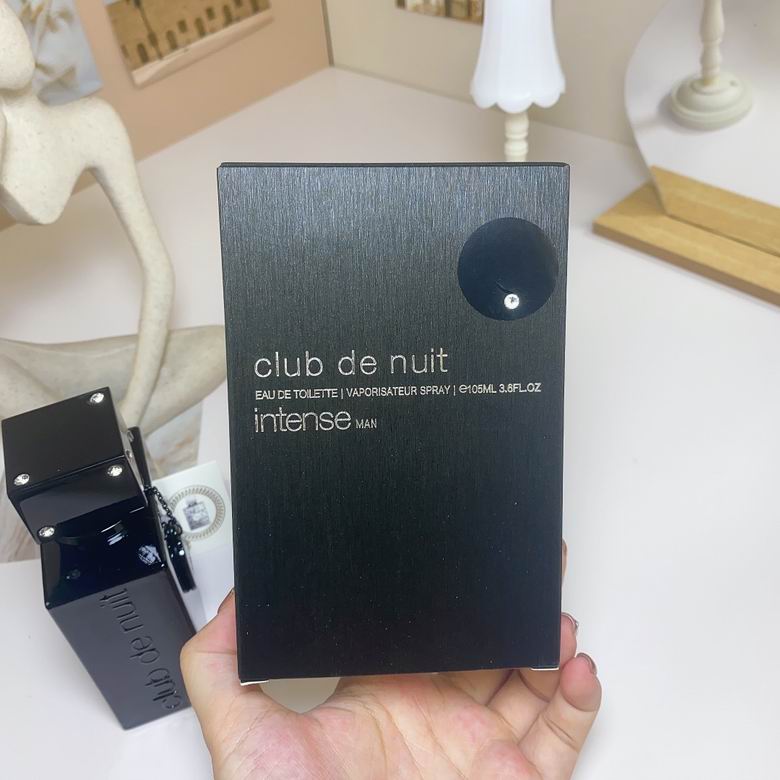 club de nuit
EAU DE TOILETTE | VAPORISATEUR SPRAY | ℮105ML 3.6FL.OZ
intense MAN
club de nuit